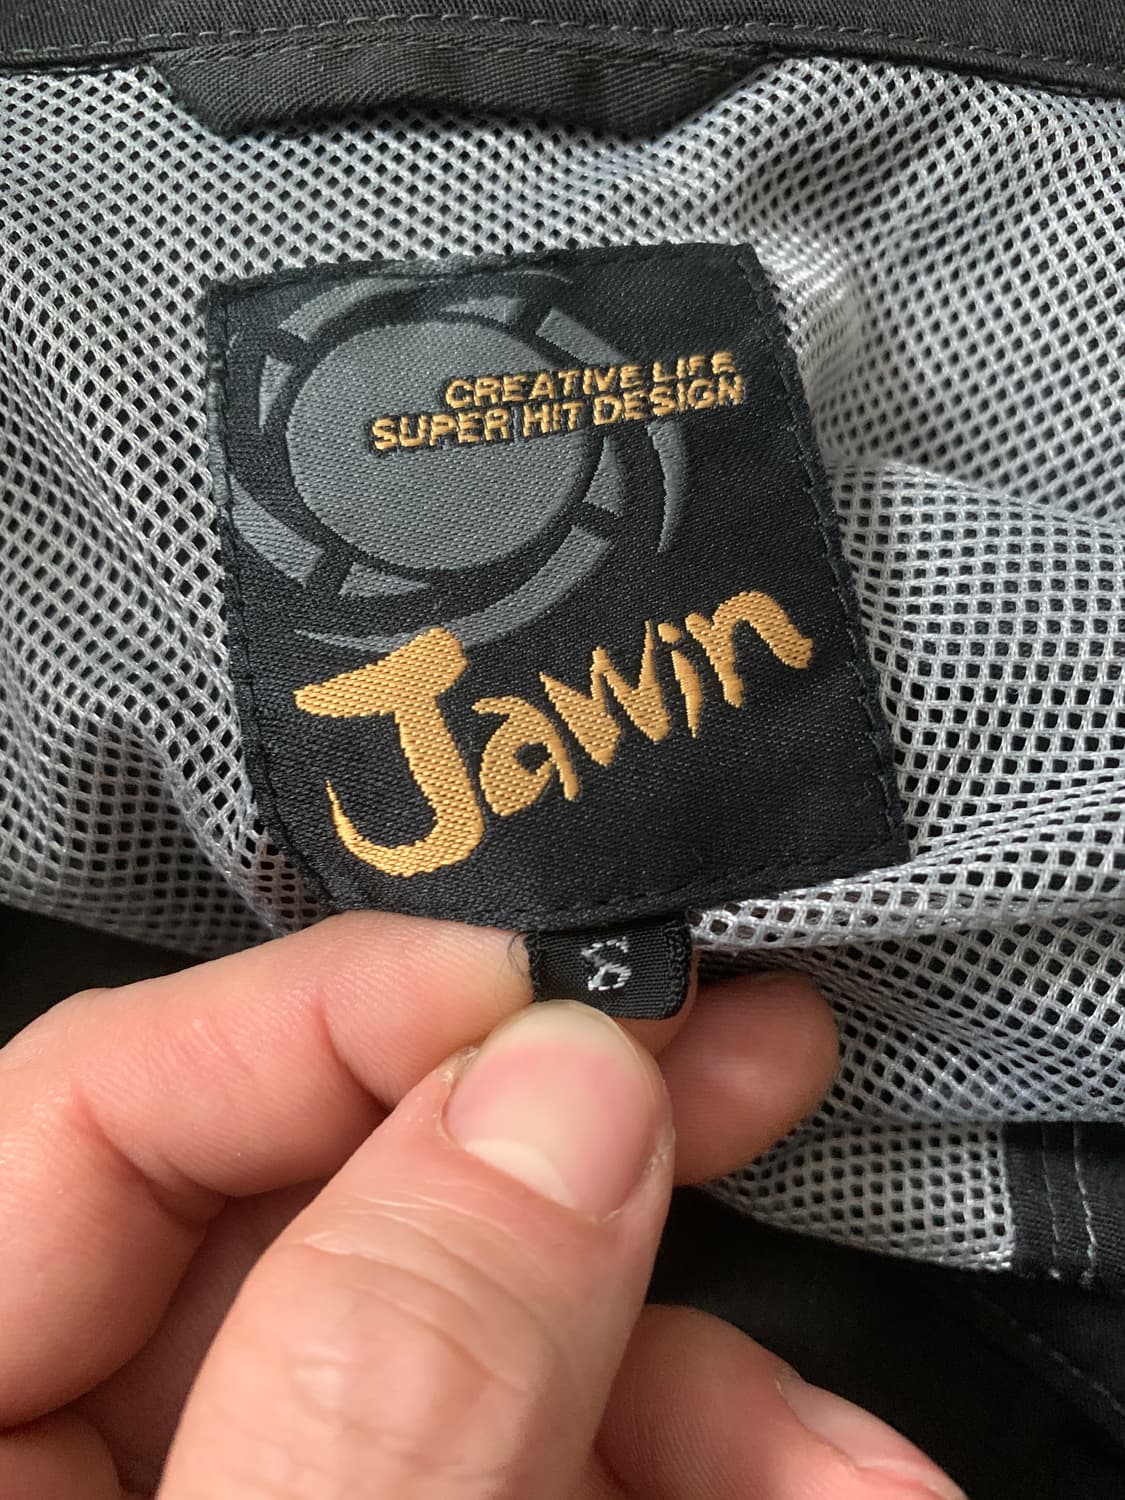 CREATIVE LIFE
SUPER HIT DESIGN
Jawin
S